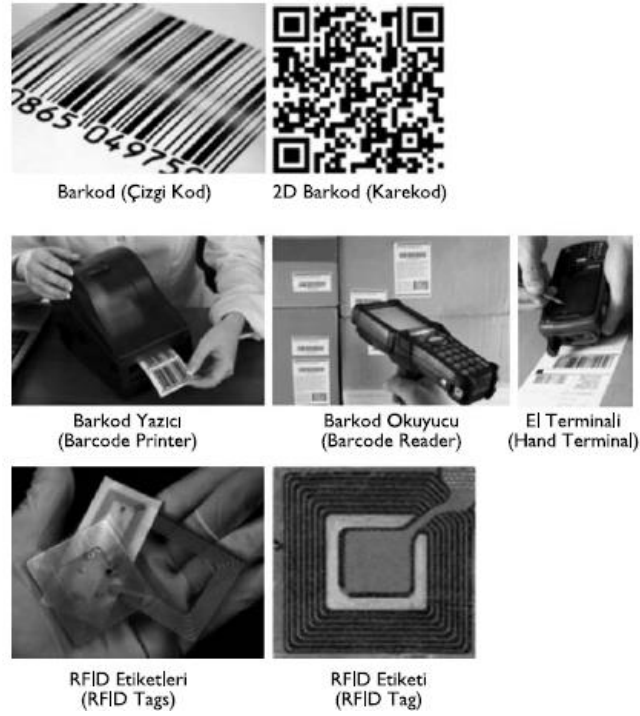 0865 04975
Barkod (Çizgi Kod)
2D Barkod (Karekod)
Barkod Yazıcı
(Barcode Printer)
Barkod Okuyucu
(Barcode Reader)
El Terminali
(Hand Terminal)
RFID Etiketleri
(RFID Tags)
RFID Etiketi
(RFID Tag)